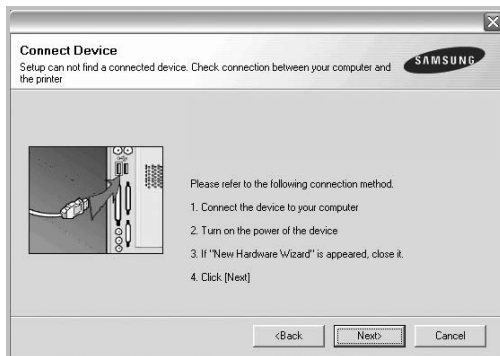 Connect Device
Setup can not find a connected device. Check connection between your computer and
the printer
SAMSUNG
Please refer to the following connection method.
1. Connect the device to your computer
2. Turn on the power of the device
3. If "New Hardware Wizard" is appeared, close it.
4. Click [Next]
<Back
Next>
Cancel